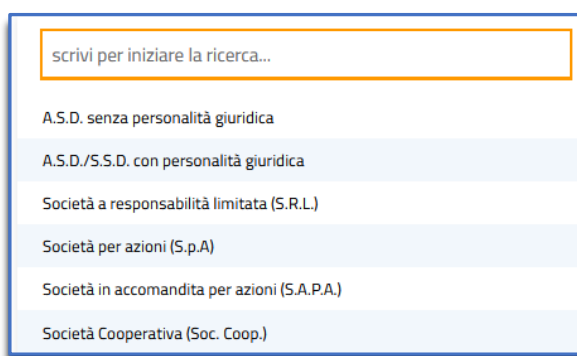 scrivi per iniziare la ricerca...
A.S.D. senza personalità giuridica
A.S.D./S.S.D. con personalità giuridica
Società a responsabilità limitata (S.R.L.)
Società per azioni (S.p.A)
Società in accomandita per azioni (S.A.P.A.)
Società Cooperativa (Soc. Coop.)